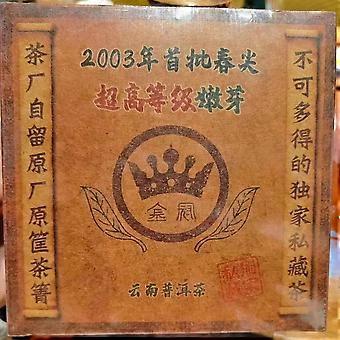 2003年首批春尖
超高等级嫩芽
不可多得的独家私藏茶
茶厂自留原厂原筐茶箐
金冠
云南普洱茶